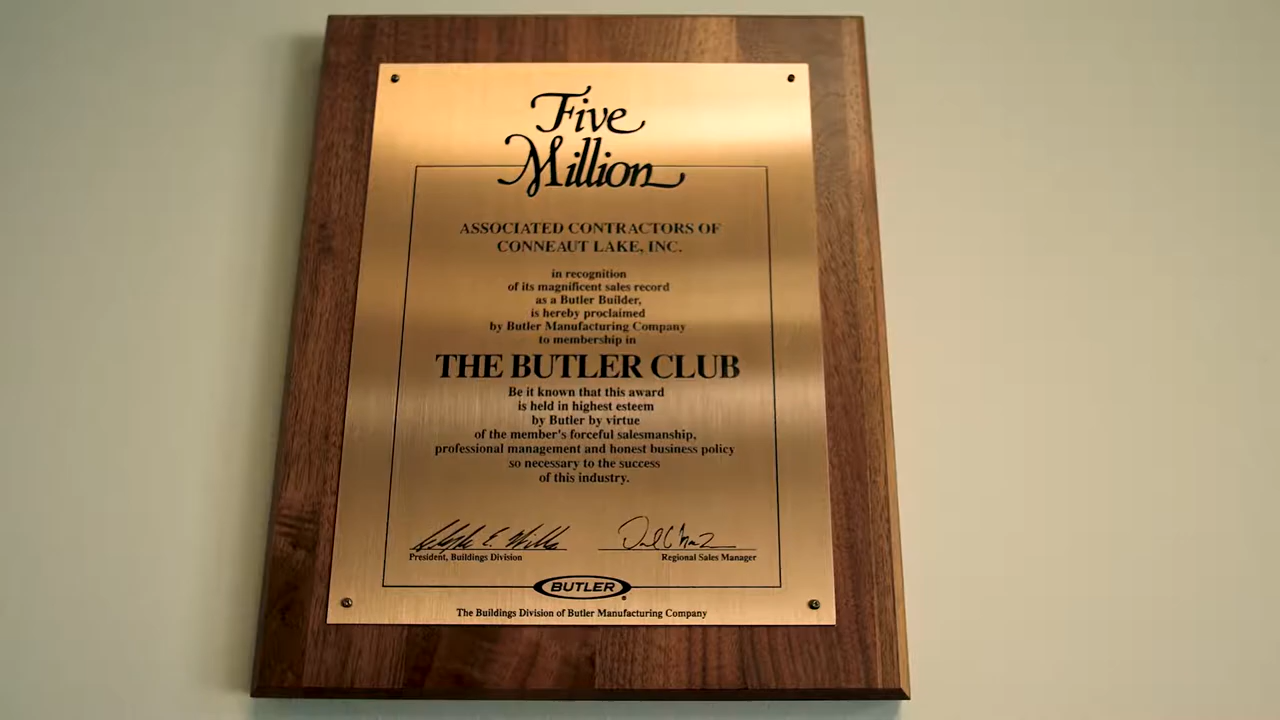 Five
Million
ASSOCIATED CONTRACTORS OF
CONNEAUT LAKE, INC.
in recognition
of its magnificent sales record
as a Butler Builder,
is hereby proclaimed
by Butler Manufacturing Company
to membership in
THE BUTLER CLUB
Be it known that this award
is held in highest esteem
by Butler by virtue
of the member's forceful salesmanship,
professional management and honest business policy
so necessary to the success
of this industry.
President, Buildings Division
Regional Sales Manager
BUTLER
The Buildings Division of Butler Manufacturing Company